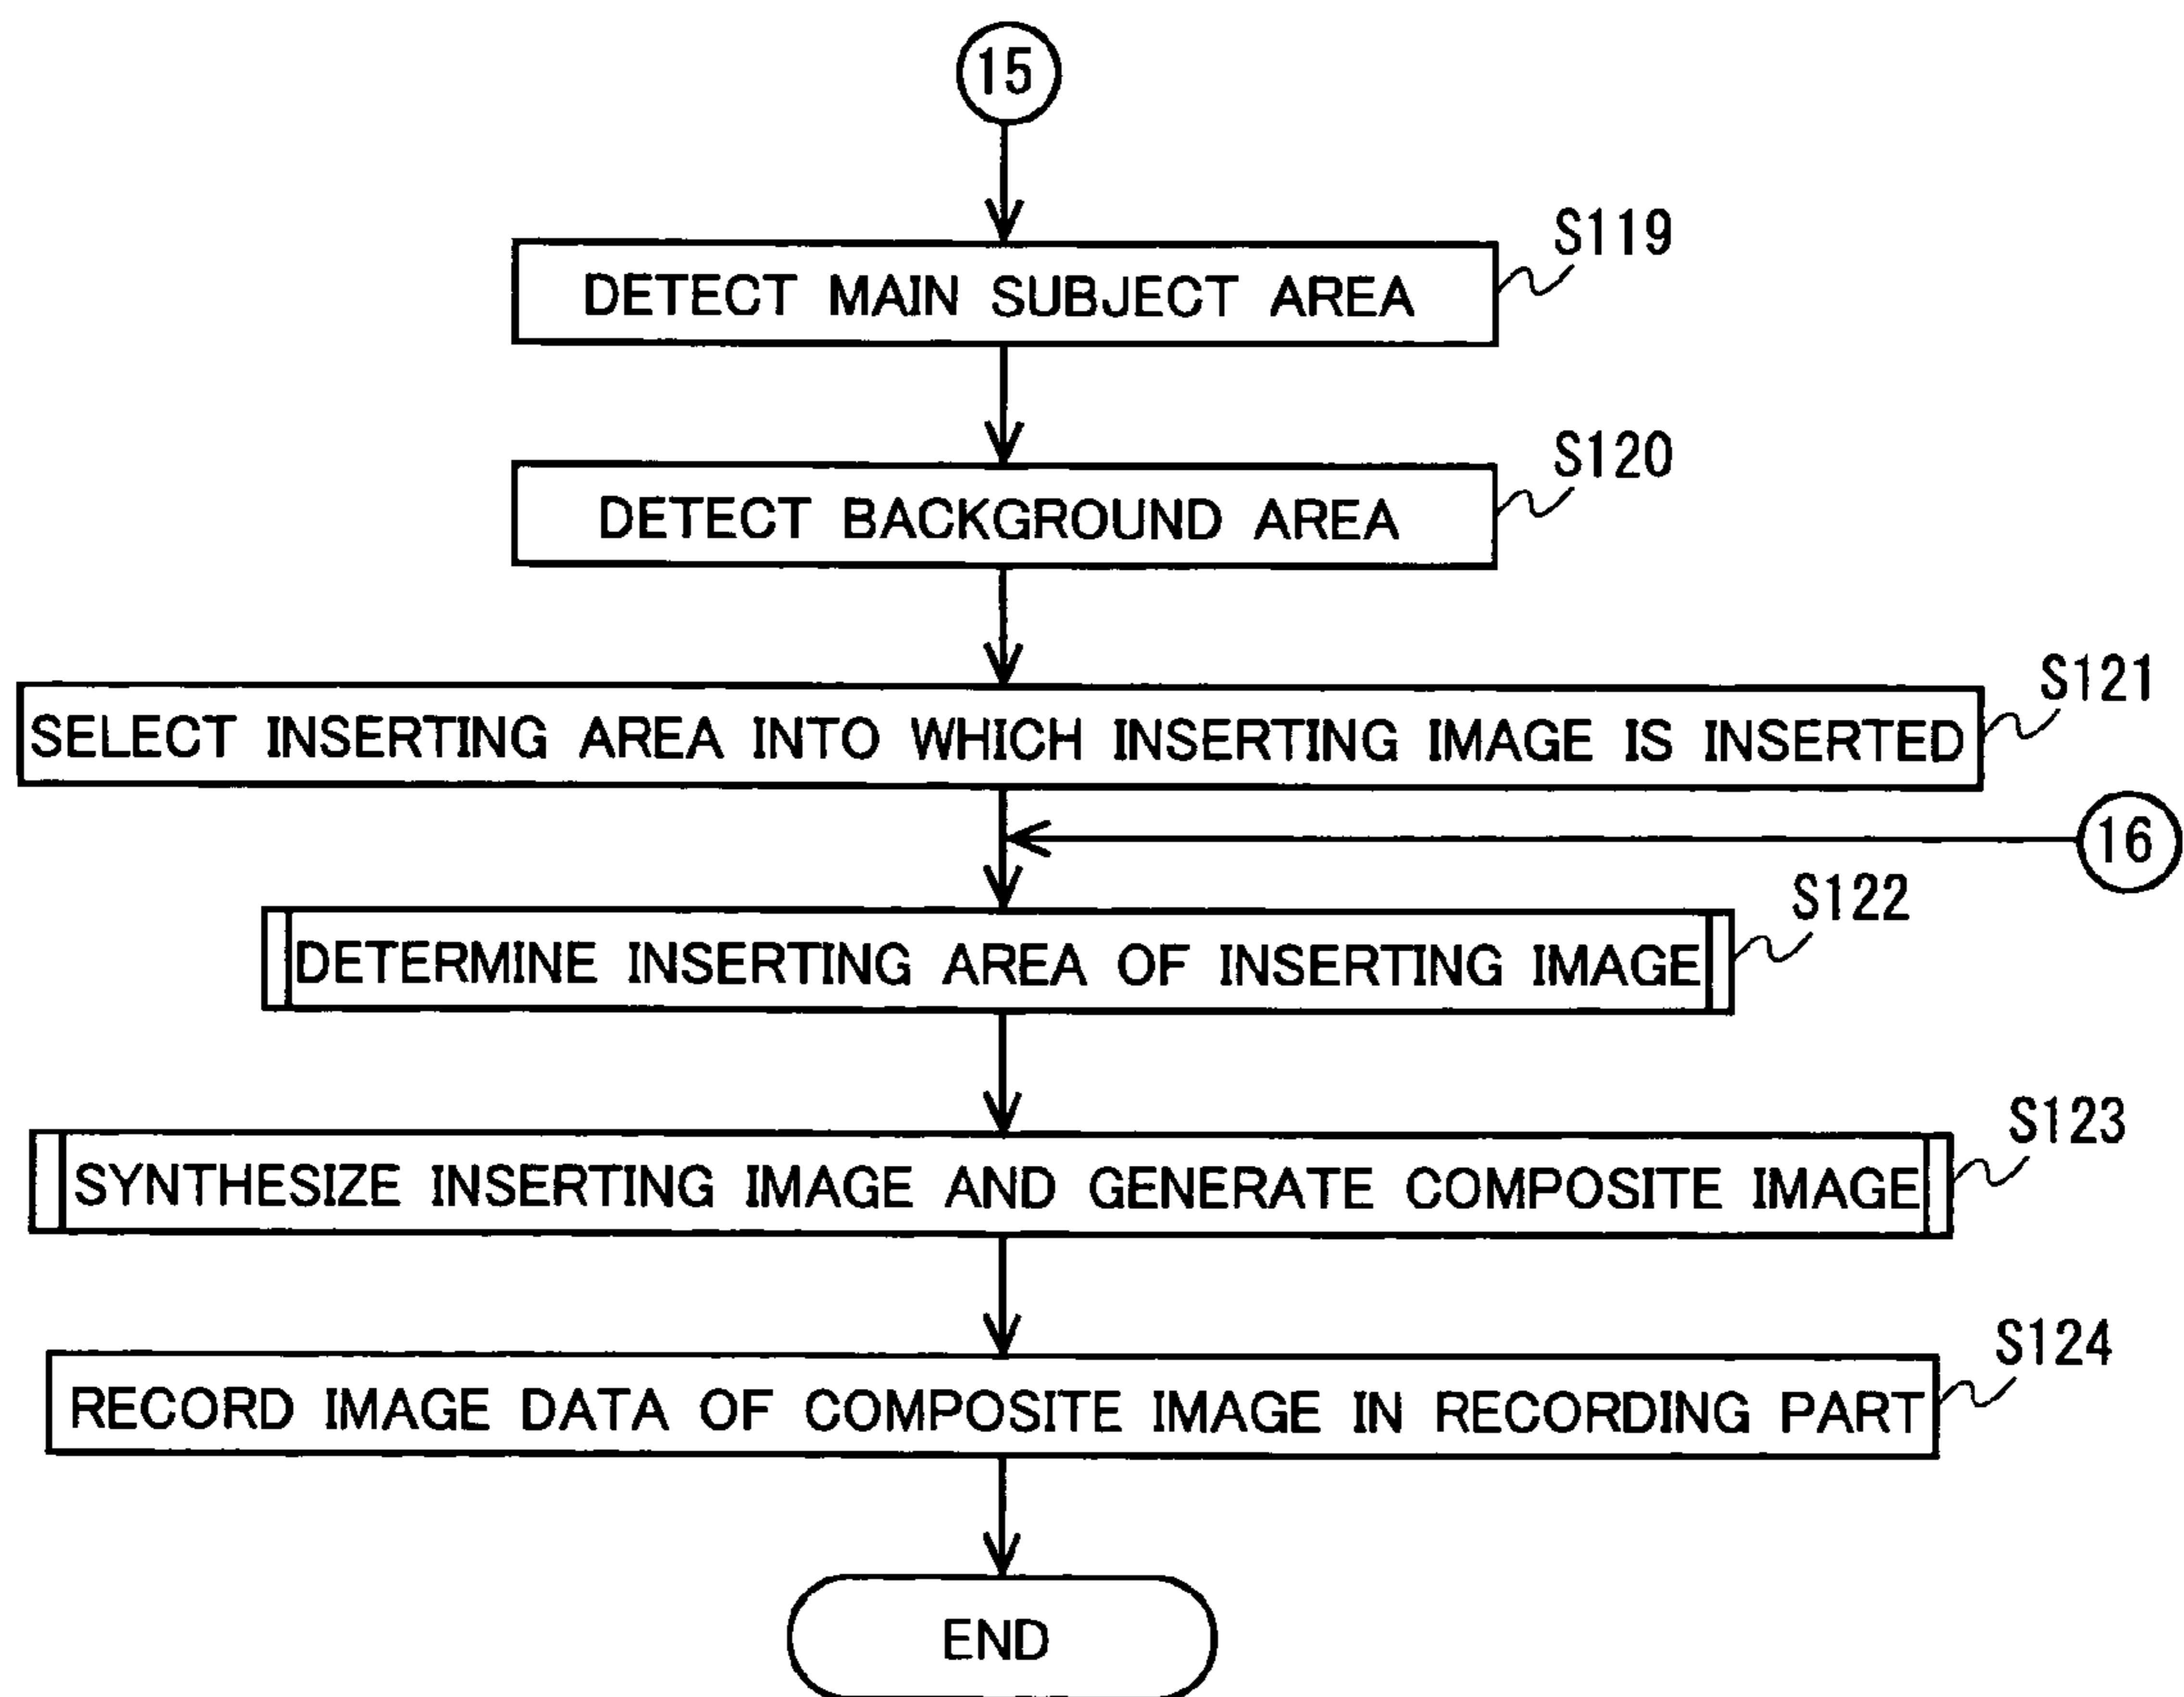 15
S119
DETECT MAIN SUBJECT AREA
S120
DETECT BACKGROUND AREA
S121
SELECT INSERTING AREA INTO WHICH INSERTING IMAGE IS INSERTED
16
S122
DETERMINE INSERTING AREA OF INSERTING IMAGE
S123
SYNTHESIZE INSERTING IMAGE AND GENERATE COMPOSITE IMAGE
S124
RECORD IMAGE DATA OF COMPOSITE IMAGE IN RECORDING PART
END